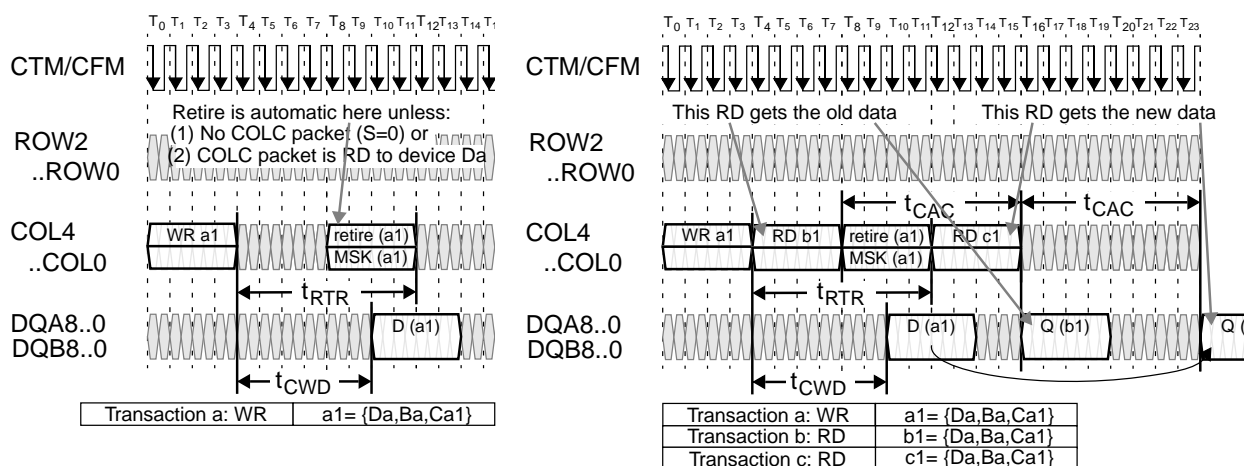 T0 T1 T2 T3 T4 T5 T6 T7 T8 T9 T10 T11 T12 T13 T14 T1
CTM/CFM
Retire is automatic here unless:
(1) No COLC packet (S=0) or
(2) COLC packet is RD to device Da
ROW2
..ROW0
COL4
..COL0
WR a1
retire (a1)
MSK (a1)
tRTR
DQA8..0
DQB8..0
D (a1)
tCWD
Transaction a: WR a1= {Da,Ba,Ca1}
T0 T1 T2 T3 T4 T5 T6 T7 T8 T9 T10 T11 T12 T13 T14 T15 T16 T17 T18 T19 T20 T21 T22 T23
CTM/CFM
This RD gets the old data
This RD gets the new data
ROW2
..ROW0
tCAC
tCAC
COL4
..COL0
WR a1
RD b1
retire (a1)
MSK (a1)
RD c1
tRTR
DQA8..0
DQB8..0
D (a1)
Q (b1)
Q (
tCWD
Transaction a: WR a1= {Da,Ba,Ca1}
Transaction b: RD b1= {Da,Ba,Ca1}
Transaction c: RD c1= {Da,Ba,Ca1}